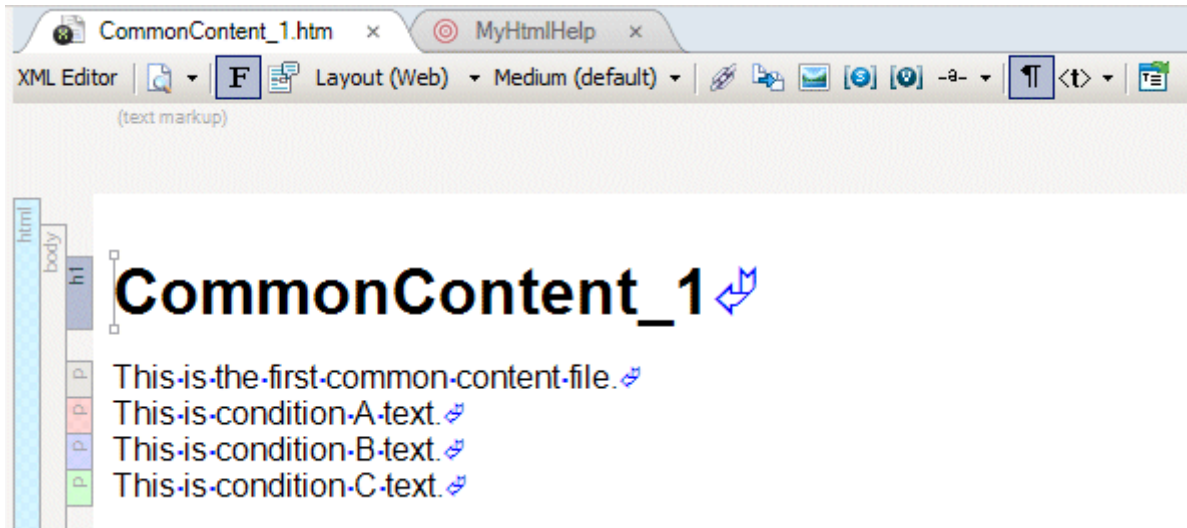 CommonContent_1.htm × MyHtmlHelp ×
XML Editor F Layout (Web) Medium (default) [S] [V] -a- ¶ <t>
(text markup)
html
body
h1
CommonContent_1
p This·is·the·first·common·content·file.
p This·is·condition·A·text.
p This·is·condition·B·text.
p This·is·condition·C·text.